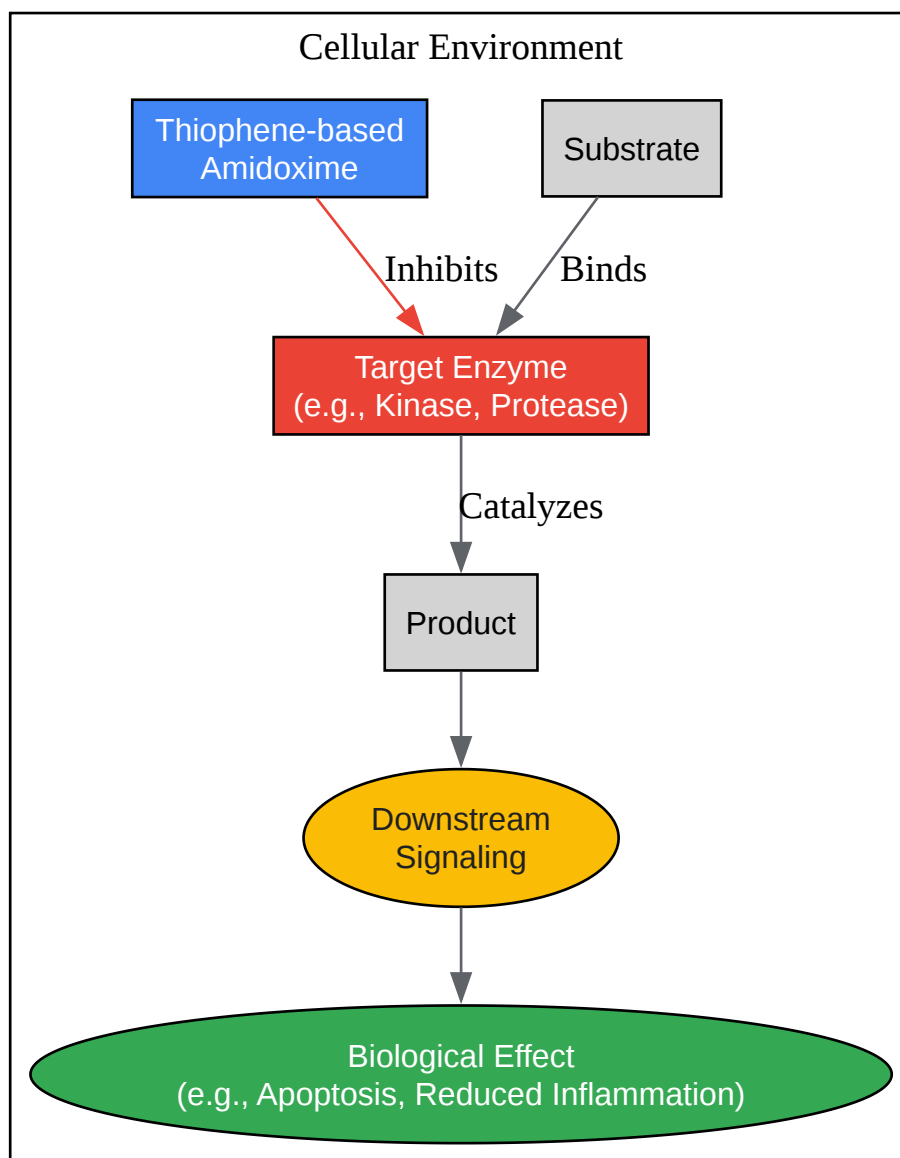 Cellular Environment
Thiophene-based
Amidoxime
Substrate
Inhibits
Binds
Target Enzyme
(e.g., Kinase, Protease)
Catalyzes
Product
Downstream
Signaling
Biological Effect
(e.g., Apoptosis, Reduced Inflammation)